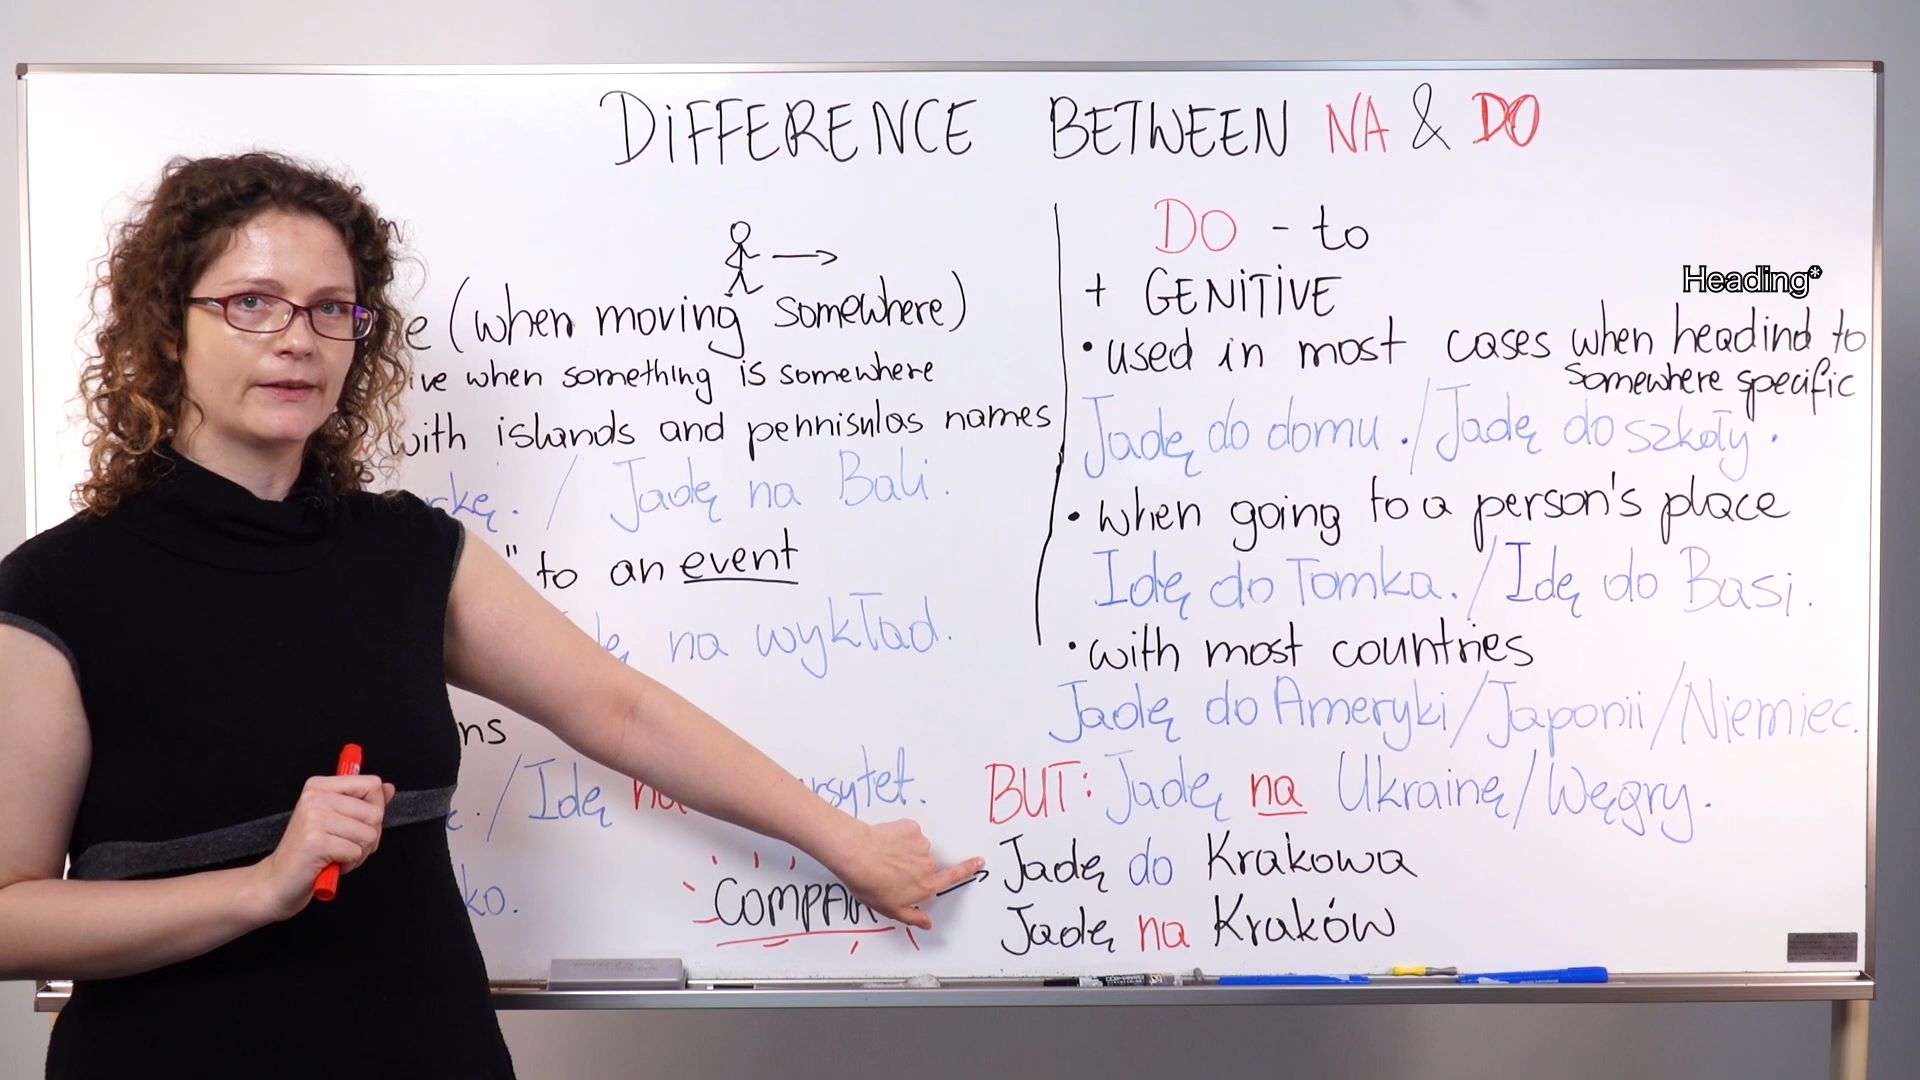 DIFFERENCE BETWEEN NA & DO
(when moving somewhere)
when something is somewhere
with islands and pennisulas names
Jadę na Bali.
" to an event
na wykład.
Idę
COMPA
DO - to
+ GENITIVE
Heading*
• used in most cases when headind to
somewhere specific
Jadę do domu. / Jadę do szkoły.
• when going to a person's place
Idę do Tomka. / Idę do Basi.
• with most countries
Jadę do Ameryki / Japonii / Niemiec.
BUT: Jadę na Ukrainę / Węgry.
Jadę do Krakowa
Jadę na Kraków